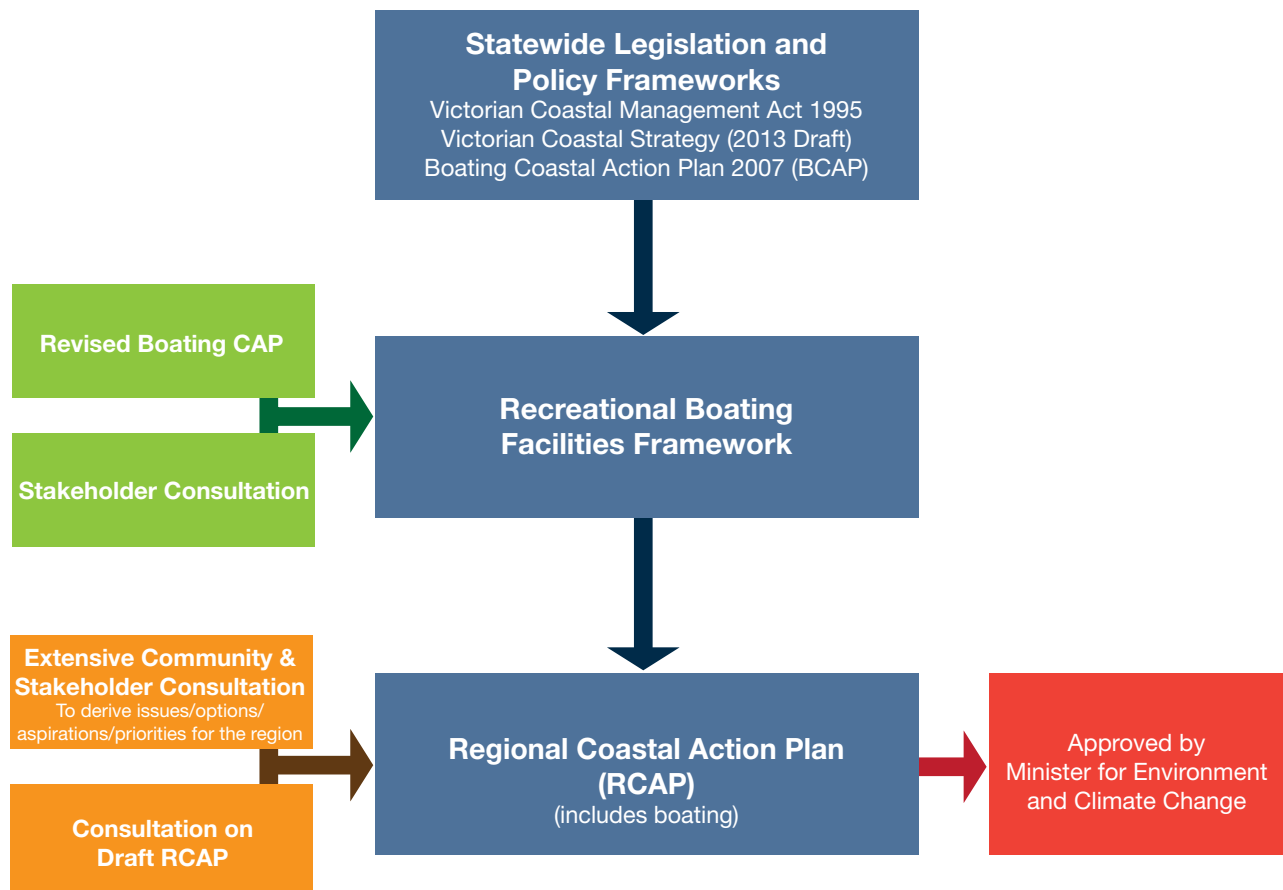 Statewide Legislation and
Policy Frameworks
Victorian Coastal Management Act 1995
Victorian Coastal Strategy (2013 Draft)
Boating Coastal Action Plan 2007 (BCAP)
Revised Boating CAP
Stakeholder Consultation
Recreational Boating
Facilities Framework
Extensive Community &
Stakeholder Consultation
To derive issues/options/
aspirations/priorities for the region
Consultation on
Draft RCAP
Regional Coastal Action Plan
(RCAP)
(includes boating)
Approved by
Minister for Environment
and Climate Change